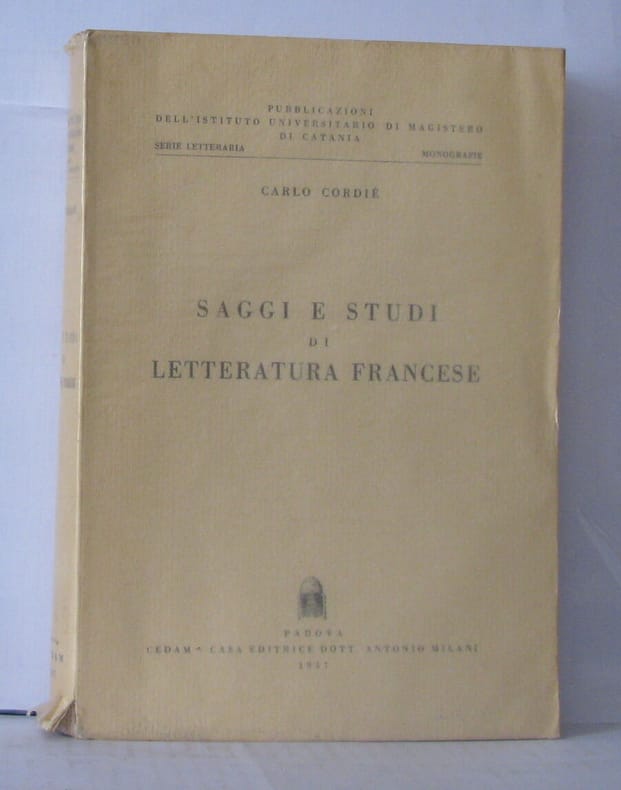 PUBBLICAZIONI
DELL'ISTITUTO UNIVERSITARIO DI MAGISTERO
DI CATANIA
SERIE LETTERARIA MONOGRAFIE
CARLO CORDIÉ
SAGGI E STUDI
DI
LETTERATURA FRANCESE
PADOVA
CEDAM * CASA EDITRICE DOTT. ANTONIO MILANI
1957